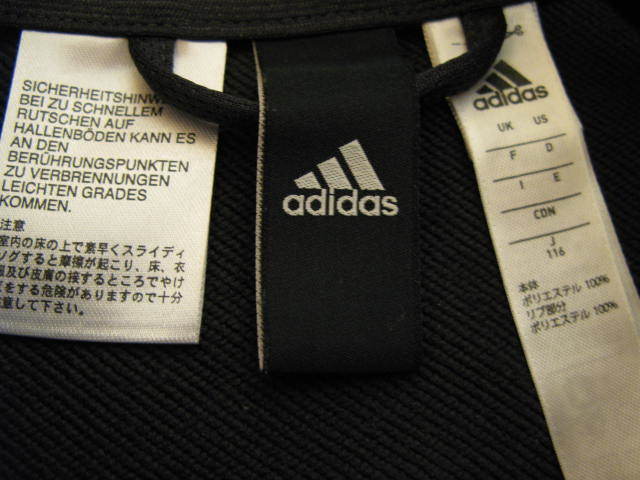 SICHERHEITSHINW
BEI ZU SCHNELLEM
RUTSCHEN AUF
HALLENBÖDEN KANN ES
AN DEN
BERÜHRUNGSPUNKTEN
ZU VERBRENNUNGEN
LEICHTEN GRADES
KOMMEN.
注意
室内の床の上で素早くスライディ
ングすると摩擦が起こり、床、衣
服及び皮膚の接するところでやけ
どをする危険がありますので十分
注意して下さい。
adidas
adidas
UK US
F D
I E
CDN
J
116
本体
ポリエステル 100%
リブ部分
ポリエステル 100%